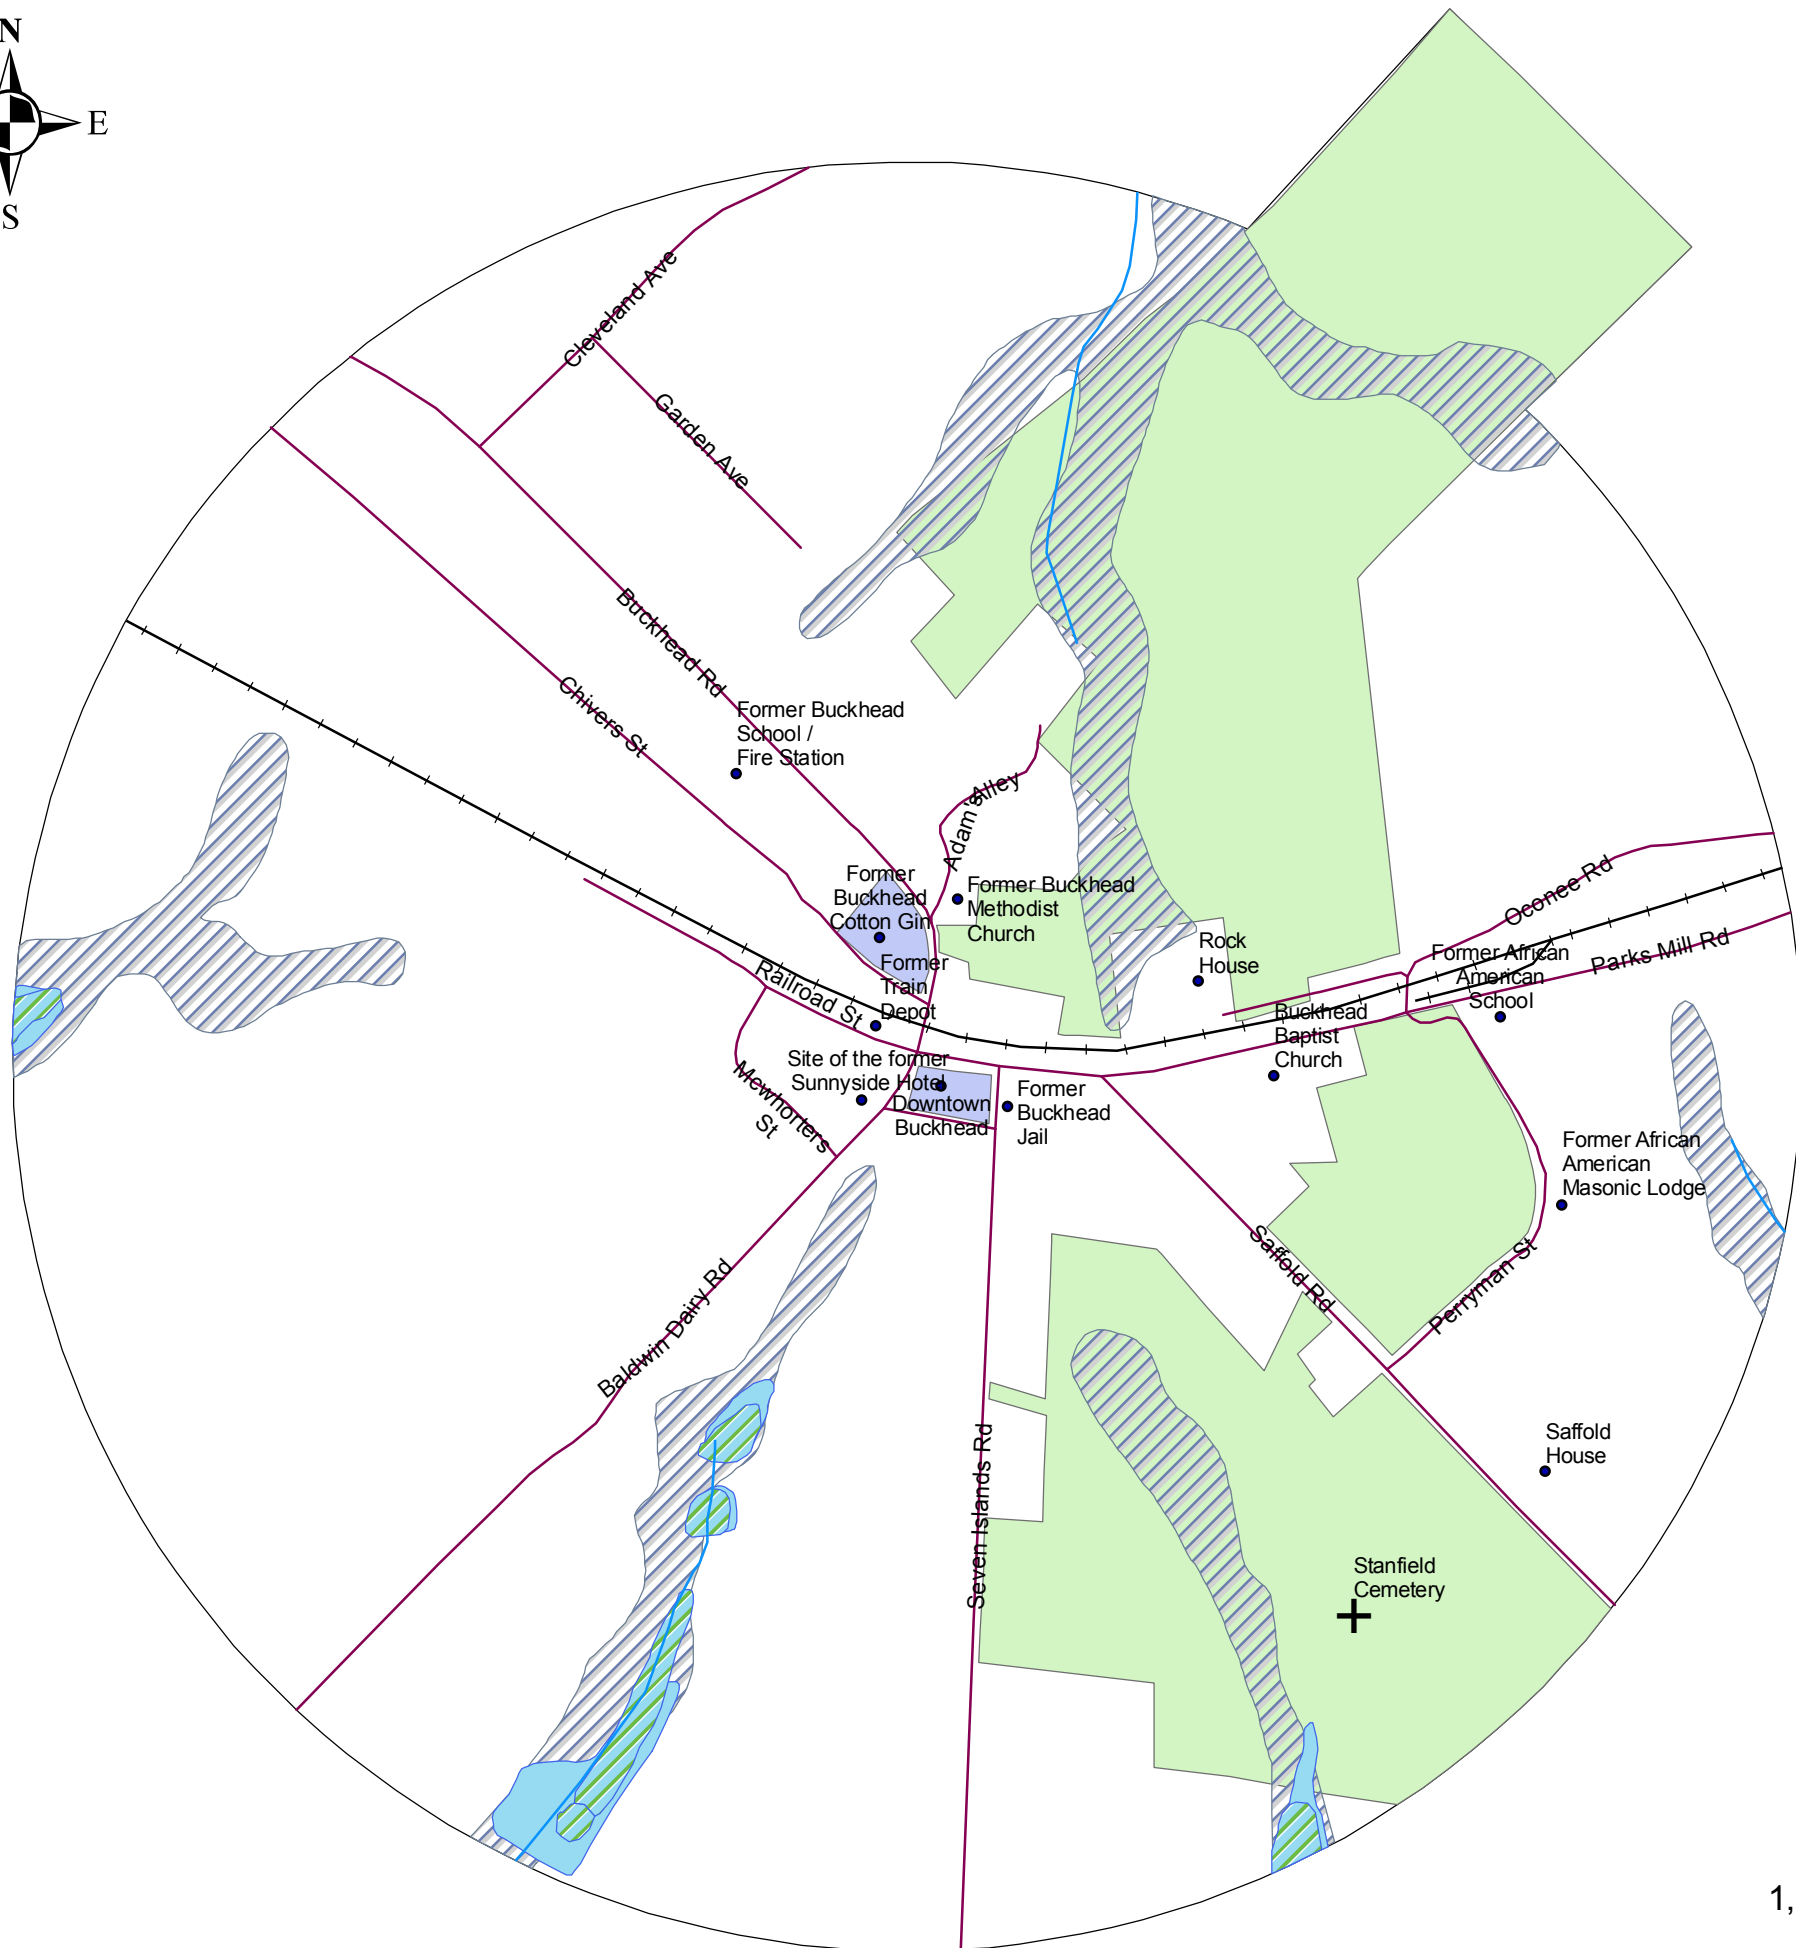 N
E
S
Cleveland Ave
Garden Ave
Buckhead Rd
Chivers St
Former Buckhead
School /
Fire Station
Adam's Alley
Former
Buckhead
Cotton Gin
Former Buckhead
Methodist
Church
Oconee Rd
Rock
House
Former African
American
School
Parks Mill Rd
Former
Train
Depot
Railroad St
Buckhead
Baptist
Church
Site of the former
Sunnyside Hotel
Mewhorters
St
Downtown
Buckhead
Former
Buckhead
Jail
Former African
American
Masonic Lodge
Saffold Rd
Perryman St
Baldwin Dairy Rd
Seven Islands Rd
Saffold
House
Stanfield
Cemetery
1,